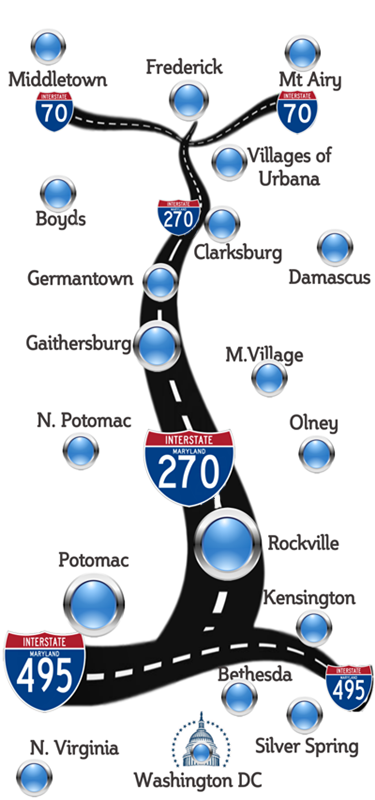 Frederick
Middletown
Mt Airy
INTERSTATE
70
INTERSTATE
70
Villages of
Urbana
Boyds
INTERSTATE
MARYLAND
270
Clarksburg
Damascus
Germantown
Gaithersburg
M.Village
N. Potomac
Olney
INTERSTATE
MARYLAND
270
Rockville
Potomac
Kensington
INTERSTATE
MARYLAND
495
INTERSTATE
MARYLAND
495
Bethesda
Silver Spring
N. Virginia
Washington DC